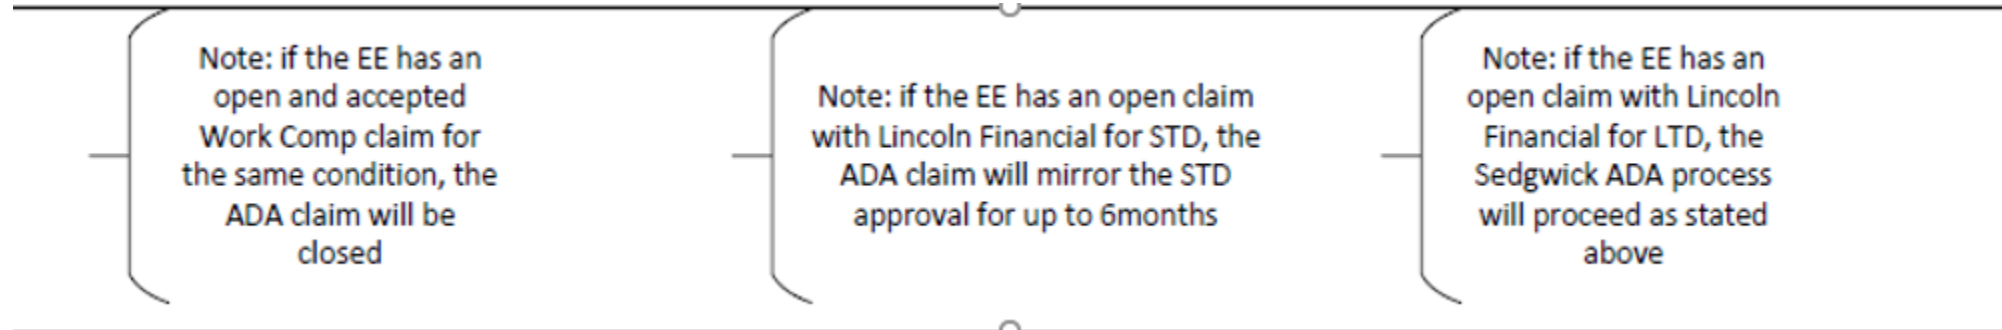 Note: if the EE has an
open and accepted
Work Comp claim for
the same condition, the
ADA claim will be
closed
Note: if the EE has an open claim
with Lincoln Financial for STD, the
ADA claim will mirror the STD
approval for up to 6months
Note: if the EE has an
open claim with Lincoln
Financial for LTD, the
Sedgwick ADA process
will proceed as stated
above